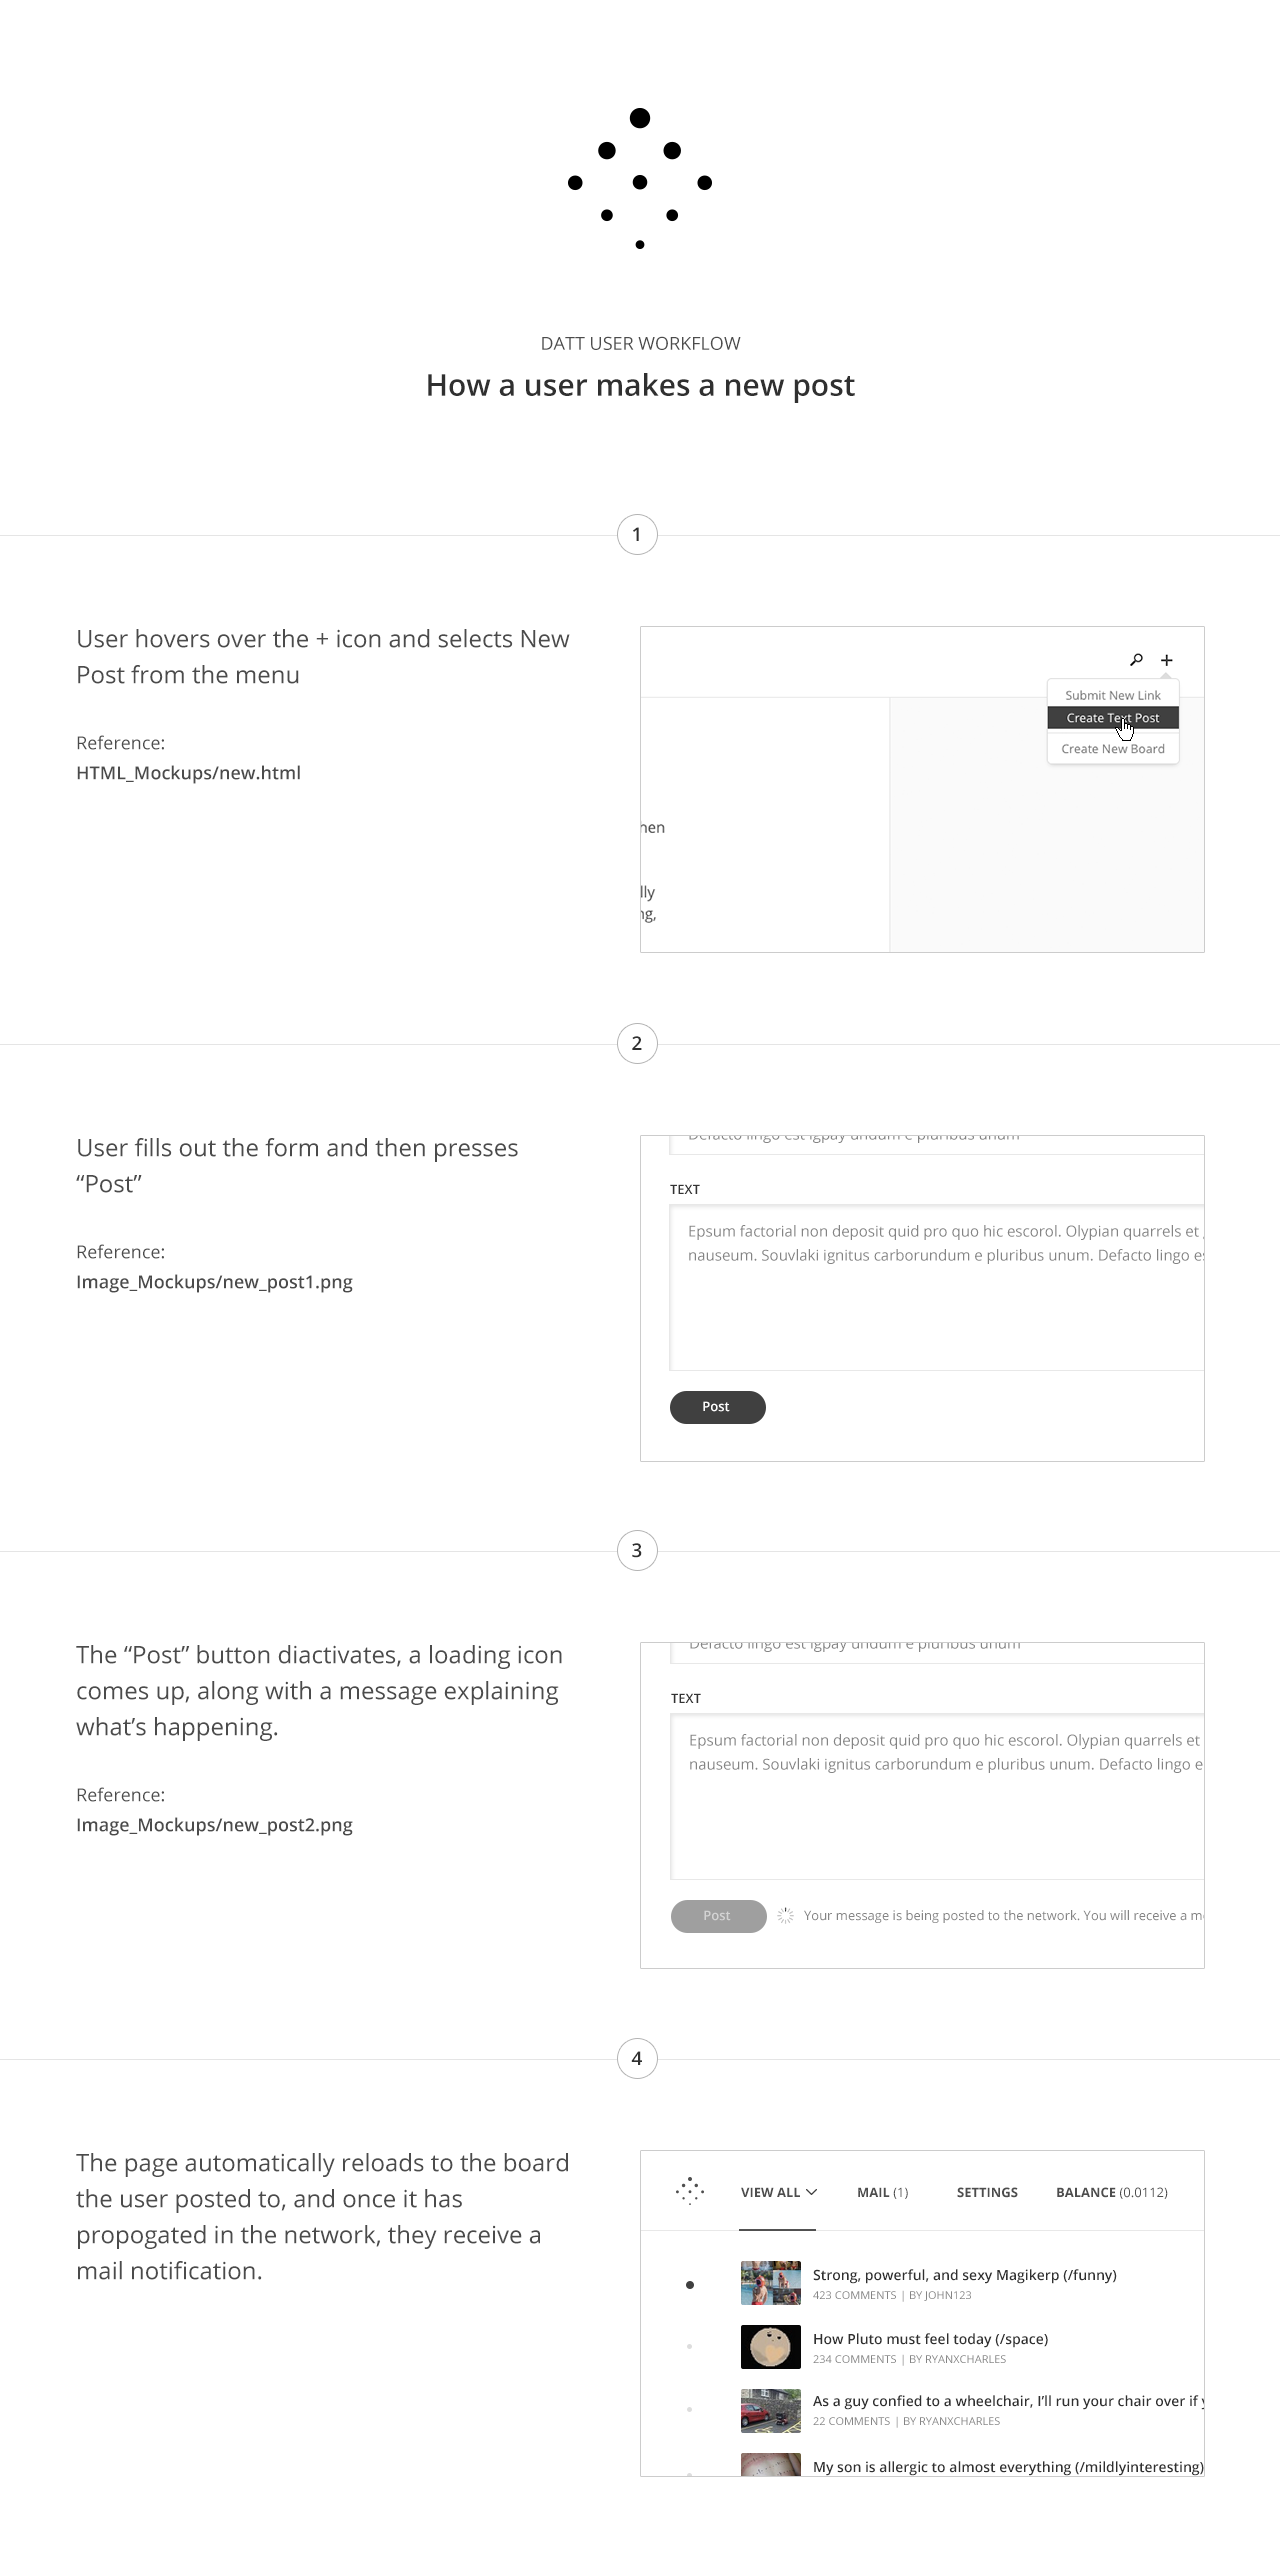 DATT USER WORKFLOW
How a user makes a new post
1
User hovers over the + icon and selects New
Post from the menu
Reference:
HTML_Mockups/new.html
+
Submit New Link
Create Text Post
Create New Board
hen
lly
ng,
2
User fills out the form and then presses
“Post”
Reference:
Image_Mockups/new_post1.png
Defacto lingo est igpay undum e pluribus unum
TEXT
Epsum factorial non deposit quid pro quo hic escorol. Olypian quarrels et
nauseum. Souvlaki ignitus carborundum e pluribus unum. Defacto lingo es
Post
3
The “Post” button diactivates, a loading icon
comes up, along with a message explaining
what’s happening.
Reference:
Image_Mockups/new_post2.png
Defacto lingo est igpay undum e pluribus unum
TEXT
Epsum factorial non deposit quid pro quo hic escorol. Olypian quarrels et
nauseum. Souvlaki ignitus carborundum e pluribus unum. Defacto lingo e
Post
Your message is being posted to the network. You will receive a m
4
The page automatically reloads to the board
the user posted to, and once it has
propogated in the network, they receive a
mail notification.
VIEW ALL MAIL (1) SETTINGS BALANCE (0.0112)
Strong, powerful, and sexy Magikerp (/funny)
423 COMMENTS | BY JOHN123
How Pluto must feel today (/space)
234 COMMENTS | BY RYANXCHARLES
As a guy confied to a wheelchair, I’ll run your chair over if
22 COMMENTS | BY RYANXCHARLES
My son is allergic to almost everything (/mildlyinteresting)